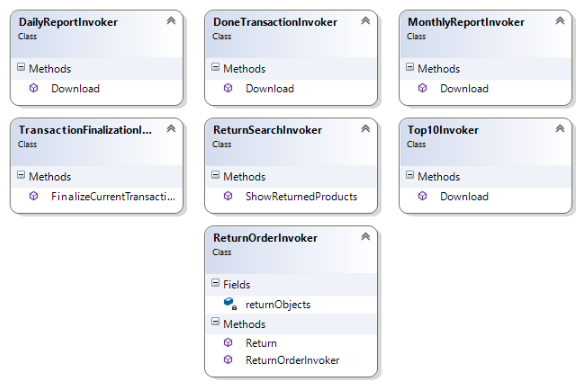 DailyReportInvoker
Class
Methods
Download
DoneTransactionInvoker
Class
Methods
Download
MonthlyReportInvoker
Class
Methods
Download
TransactionFinalizationI...
Class
Methods
FinalizeCurrentTransacti...
ReturnSearchInvoker
Class
Methods
ShowReturnedProducts
Top10Invoker
Class
Methods
Download
ReturnOrderInvoker
Class
Fields
returnObjects
Methods
Return
ReturnOrderInvoker